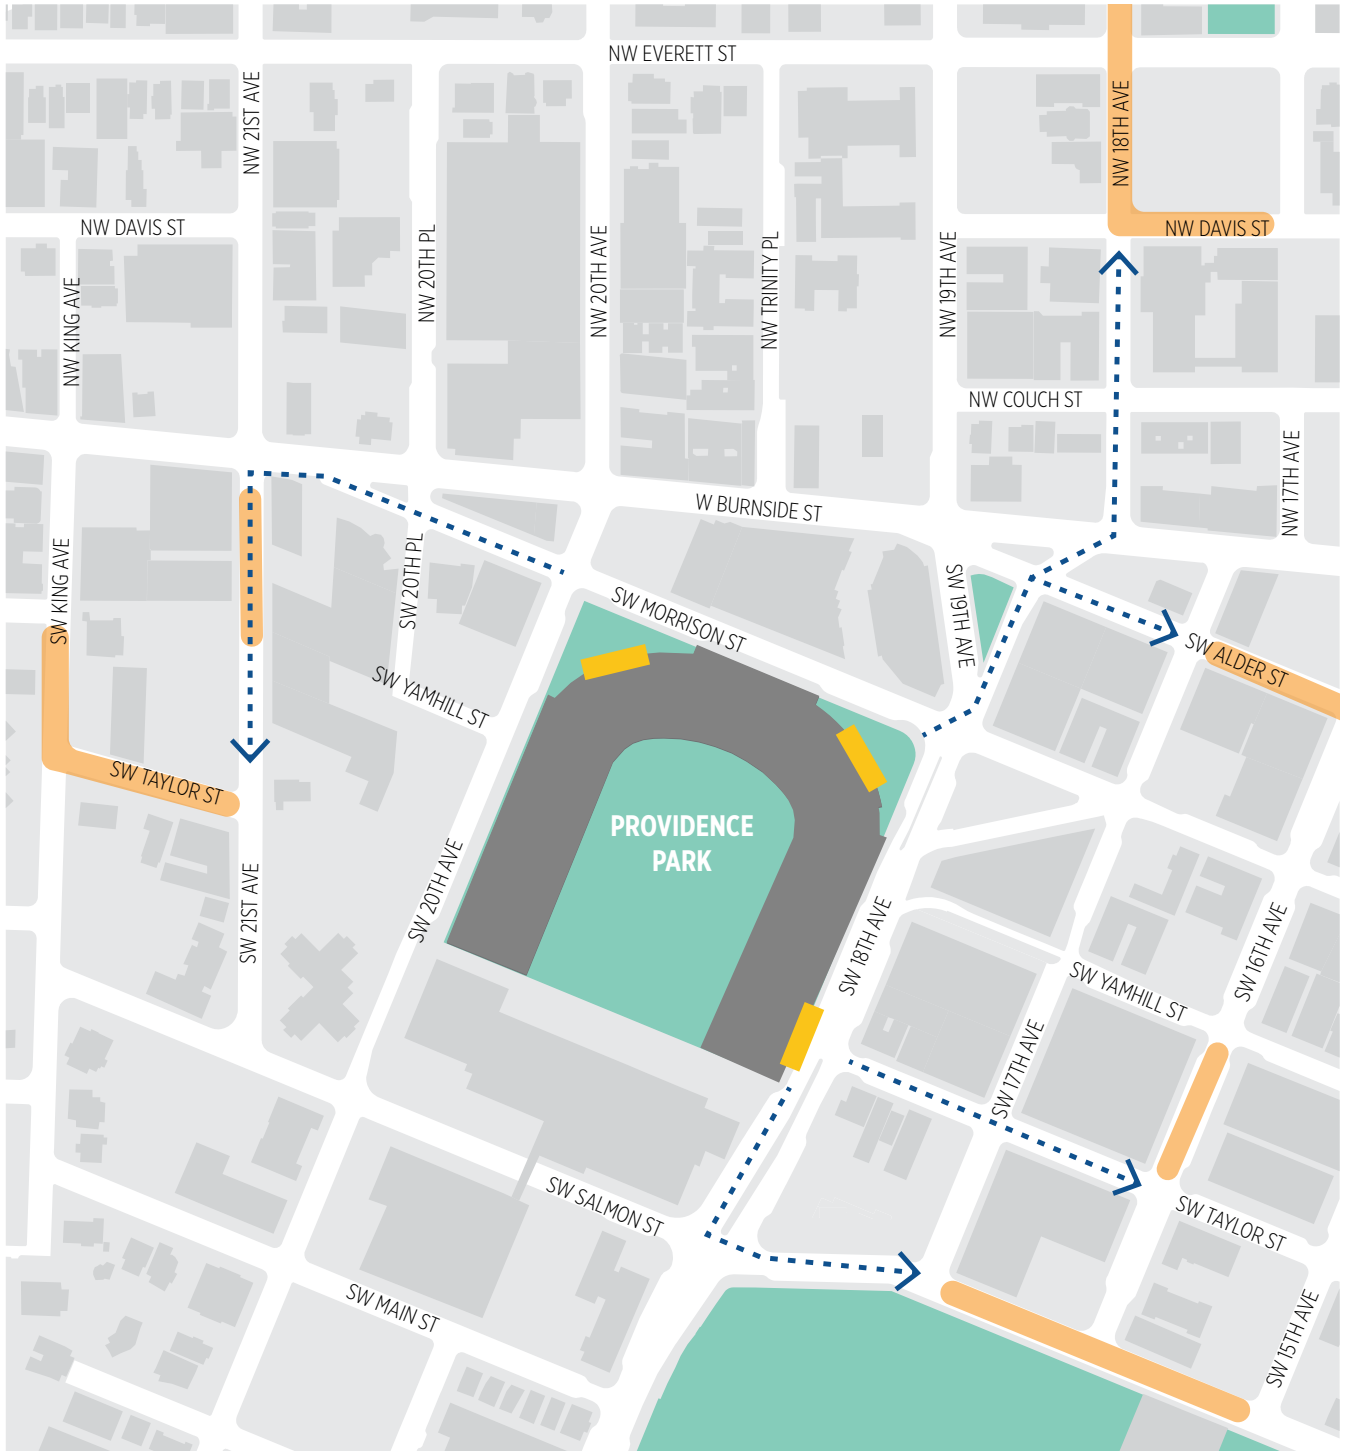 NW EVERETT ST
NW 21ST AVE
NW 18TH AVE
NW DAVIS ST
NW DAVIS ST
NW KING AVE
NW 20TH PL
NW 20TH AVE
NW TRINITY PL
NW 19TH AVE
NW COUCH ST
NW 17TH AVE
W BURNSIDE ST
SW KING AVE
SW 20TH PL
SW MORRISON ST
SW 19TH AVE
SW ALDER ST
SW YAMHILL ST
SW TAYLOR ST
PROVIDENCE
PARK
SW 21ST AVE
SW 20TH AVE
SW 18TH AVE
SW 16TH AVE
SW YAMHILL ST
SW 17TH AVE
SW SALMON ST
SW TAYLOR ST
SW MAIN ST
SW 15TH AVE